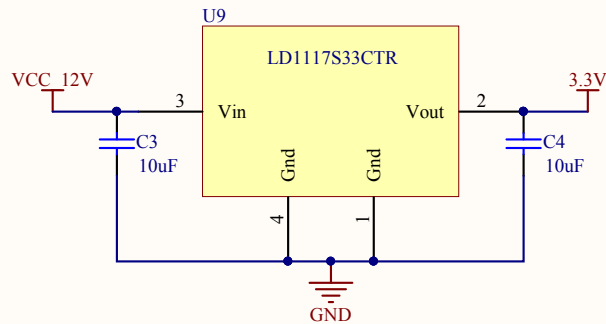 U9
LD1117S33CTR
VCC_12V
3.3V
3
Vin
Vout
2
C3
10uF
C4
10uF
Gnd
Gnd
4
1
GND